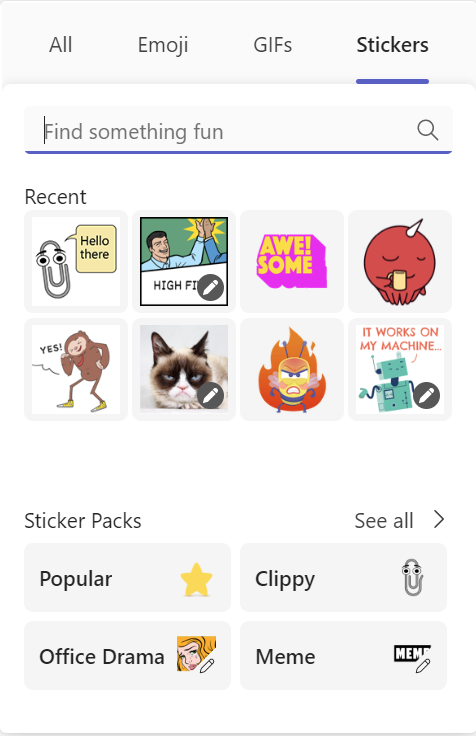 All Emoji GIFs Stickers
Find something fun
Recent
Hello
there
HIGH FI
AWE!
SOME
YES!
IT WORKS ON
MY MACHINE...
Sticker Packs See all
Popular Clippy
Office Drama Meme
MEME